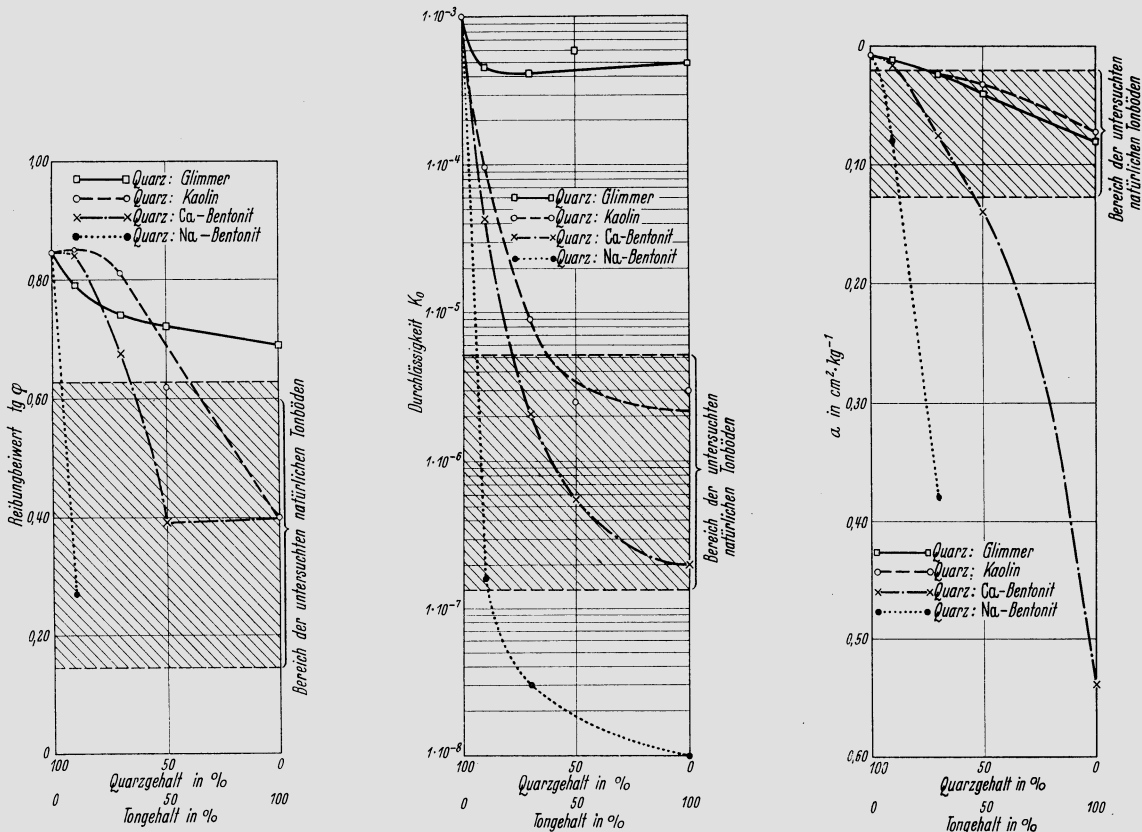 1,00
0,80
0,60
0,40
0,20
0
Reibungbeiwert tg φ
Quarz: Glimmer
Quarz: Kaolin
Quarz: Ca-Bentonit
Quarz: Na-Bentonit
Bereich der untersuchten natürlichen Tonböden
100 50 0
Quarzgehalt in %
0 50 100
Tongehalt in %
1·10⁻³
1·10⁻⁴
1·10⁻⁵
1·10⁻⁶
1·10⁻⁷
1·10⁻⁸
Durchlässigkeit K₀
Quarz: Glimmer
Quarz: Kaolin
Quarz: Ca-Bentonit
Quarz: Na-Bentonit
Bereich der untersuchten
natürlichen Tonböden
100 50 0
Quarzgehalt in %
0 50 100
Tongehalt in %
0
0,10
0,20
0,30
0,40
0,50
0,60
a in cm²·kg⁻¹
Bereich der untersuchten
natürlichen Tonböden
Quarz: Glimmer
Quarz: Kaolin
Quarz: Ca-Bentonit
Quarz: Na-Bentonit
100 50 0
Quarzgehalt in %
0 50 100
Tongehalt in %